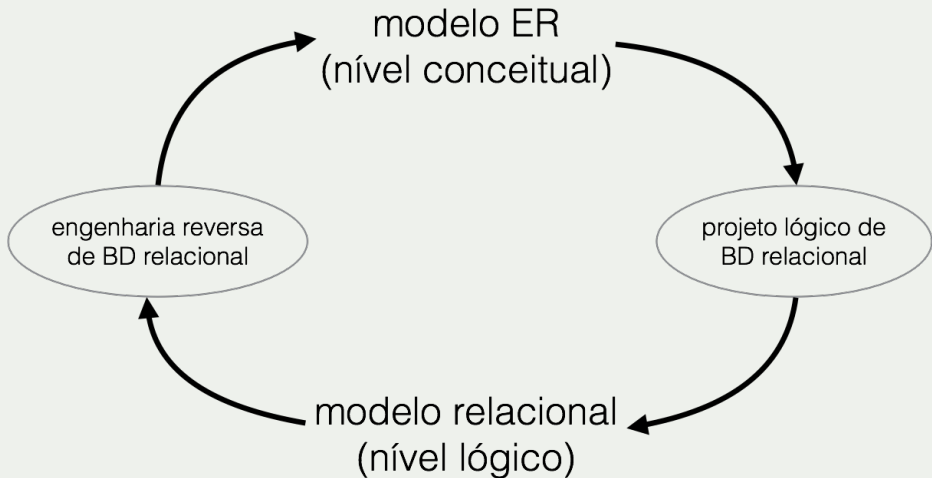 modelo ER
(nível conceitual)
engenharia reversa
de BD relacional
projeto lógico de
BD relacional
modelo relacional
(nível lógico)